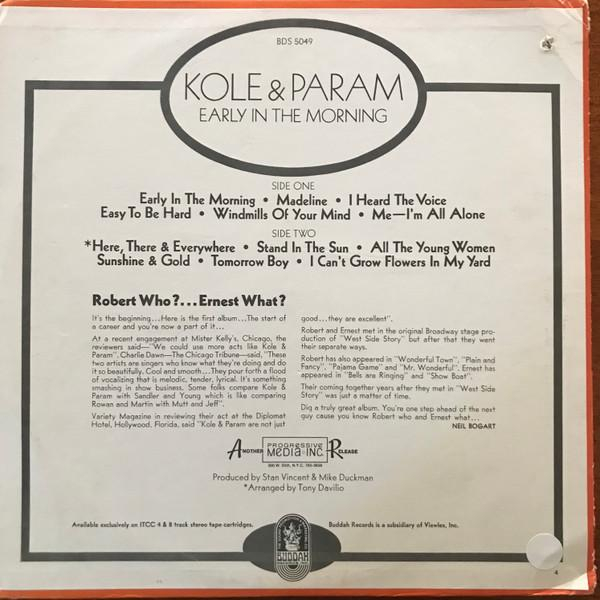 BDS 5049
KOLE & PARAM
EARLY IN THE MORNING
SIDE ONE
Early In The Morning • Madeline • I Heard The Voice
Easy To Be Hard • Windmills Of Your Mind • Me—I'm All Alone
SIDE TWO
*Here, There & Everywhere • Stand In The Sun • All The Young Women
Sunshine & Gold • Tomorrow Boy • I Can't Grow Flowers In My Yard
Robert Who?...Ernest What?
It's the beginning...Here is the first album...The start of
a career and you're now a part of it...
At a recent engagement at Mister Kelly's, Chicago, the
reviewers said—"We could use more acts like Kole &
Param". Charlie Dawn—The Chicago Tribune—said, "These
two artists are singers who know what they're doing and do
it so beautifully. Cool and smooth...They pour forth a flood
of vocalizing that is melodic, tender, lyrical. It's something
smashing in show business. Some folks compare Kole &
Param with Sandler and Young which is like comparing
Rowan and Martin with Mutt and Jeff".
Variety Magazine in reviewing their act at the Diplomat
Hotel, Hollywood, Florida, said "Kole & Param are not just
good...they are excellent".
Robert and Ernest met in the original Broadway stage pro-
duction of "West Side Story" but after that they went
their separate ways.
Robert has also appeared in "Wonderful Town", "Plain and
Fancy", "Pajama Game" and "Mr. Wonderful". Ernest has
appeared in "Bells are Ringing" and "Show Boat".
Their coming together years after they met in "West Side
Story" was just a matter of time.
Dig a truly great album. You're one step ahead of the next
guy cause you know Robert who and Ernest what...
NEIL BOGART
ANOTHER PROGRESSIVE MEDIA INC RELEASE
Produced by Stan Vincent & Mike Duckman
*Arranged by Tony Davilio
Available exclusively on ITCC 4 & 8 track stereo tape cartridges.
Buddah Records is a subsidiary of Viewlex, Inc.
BUDDAH
4